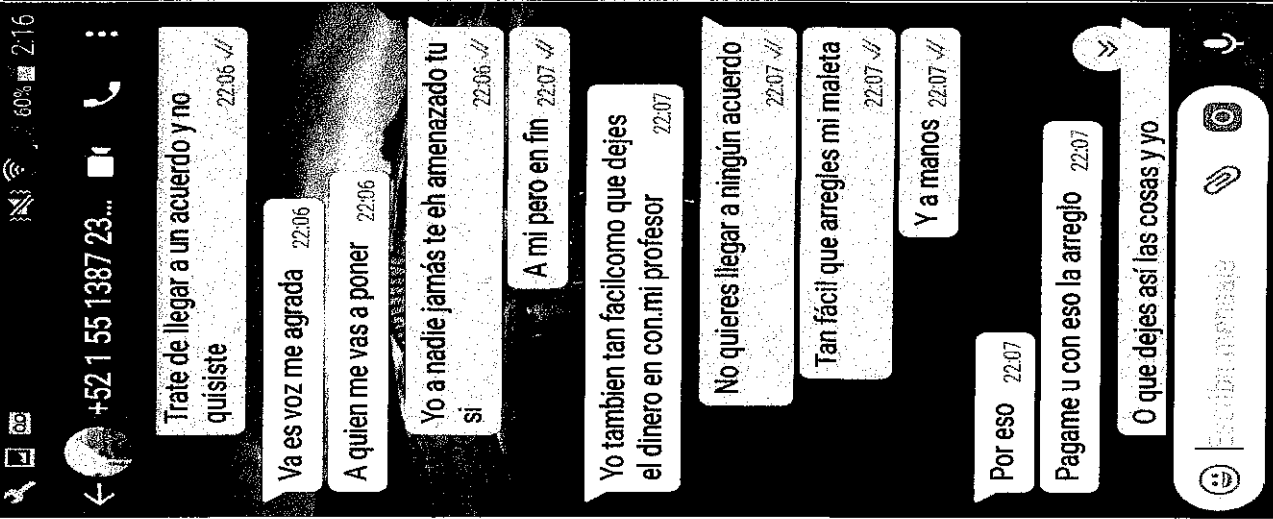 60% 2:16
+52 1 55 1387 23...
Trate de llegar a un acuerdo y no
quisiste 22:06
Va es voz me agrada 22:06
A quien me vas a poner 22:06
Yo a nadie jamás te eh amenazado tu
si 22:06
A mi pero en fin 22:07
Yo tambien tan facilcomo que dejes
el dinero en con.mi profesor
22:07
No quieres llegar a ningún acuerdo
22:07
Tan fácil que arregles mi maleta
22:07
Y a manos 22:07
Por eso 22:07
Pagame u con eso la arreglo 22:07
O que dejes así las cosas y yo
Escribe mensaje